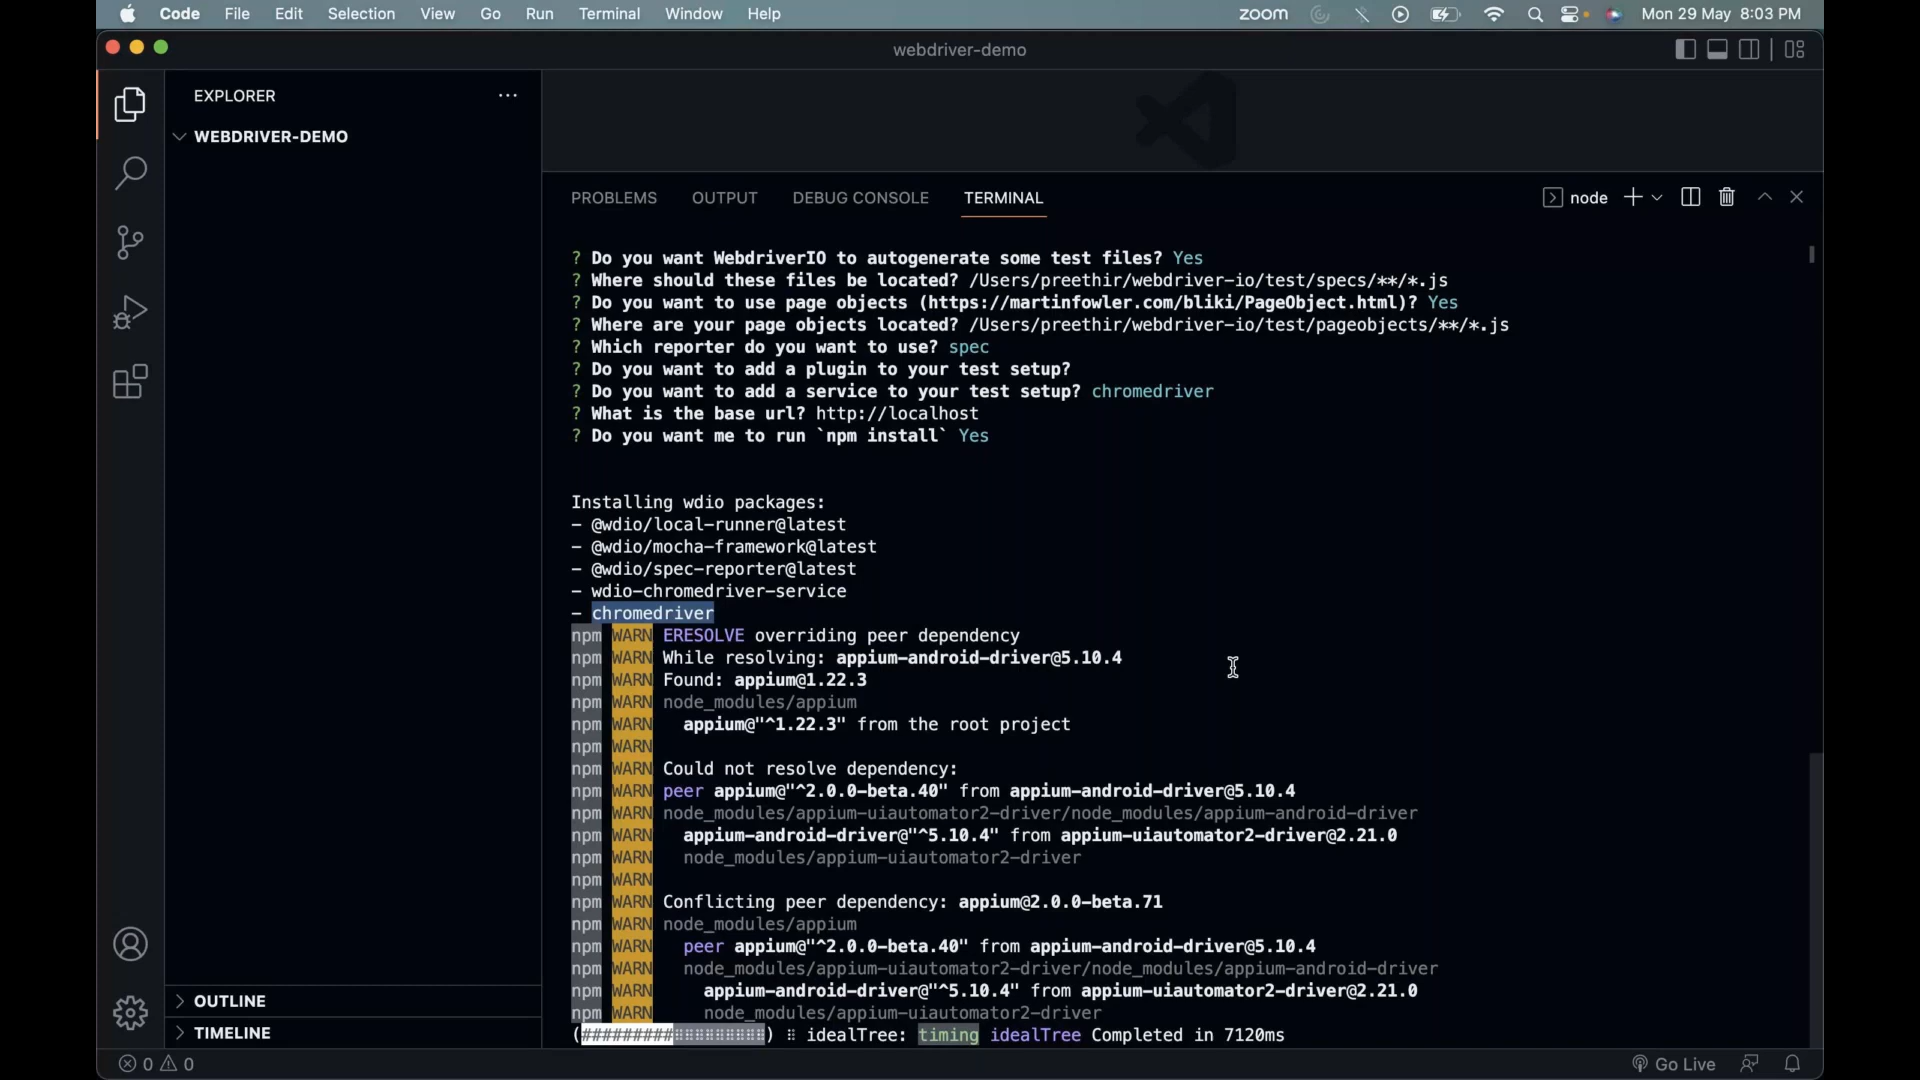 Code File Edit Selection View Go Run Terminal Window Help
zoom Mon 29 May 8:03 PM
webdriver-demo
EXPLORER
WEBDRIVER-DEMO
OUTLINE
TIMELINE
PROBLEMS OUTPUT DEBUG CONSOLE TERMINAL
node
? Do you want WebdriverIO to autogenerate some test files? Yes
? Where should these files be located? /Users/preethir/webdriver-io/test/specs/**/*.js
? Do you want to use page objects (https://martinfowler.com/bliki/PageObject.html)? Yes
? Where are your page objects located? /Users/preethir/webdriver-io/test/pageobjects/**/*.js
? Which reporter do you want to use? spec
? Do you want to add a plugin to your test setup?
? Do you want to add a service to your test setup? chromedriver
? What is the base url? http://localhost
? Do you want me to run `npm install` Yes
Installing wdio packages:
- @wdio/local-runner@latest
- @wdio/mocha-framework@latest
- @wdio/spec-reporter@latest
- wdio-chromedriver-service
- chromedriver
npm WARN ERESOLVE overriding peer dependency
npm WARN While resolving: appium-android-driver@5.10.4
npm WARN Found: appium@1.22.3
npm WARN node_modules/appium
npm WARN appium@"^1.22.3" from the root project
npm WARN
npm WARN Could not resolve dependency:
npm WARN peer appium@"^2.0.0-beta.40" from appium-android-driver@5.10.4
npm WARN node_modules/appium-uiautomator2-driver/node_modules/appium-android-driver
npm WARN appium-android-driver@"^5.10.4" from appium-uiautomator2-driver@2.21.0
npm WARN node_modules/appium-uiautomator2-driver
npm WARN
npm WARN Conflicting peer dependency: appium@2.0.0-beta.71
npm WARN node_modules/appium
npm WARN peer appium@"^2.0.0-beta.40" from appium-android-driver@5.10.4
npm WARN node_modules/appium-uiautomator2-driver/node_modules/appium-android-driver
npm WARN appium-android-driver@"^5.10.4" from appium-uiautomator2-driver@2.21.0
npm WARN node_modules/appium-uiautomator2-driver
(#########⠂⠂⠂⠂⠂⠂⠂⠂⠂) ⠸ idealTree: timing idealTree Completed in 7120ms
0 0
Go Live